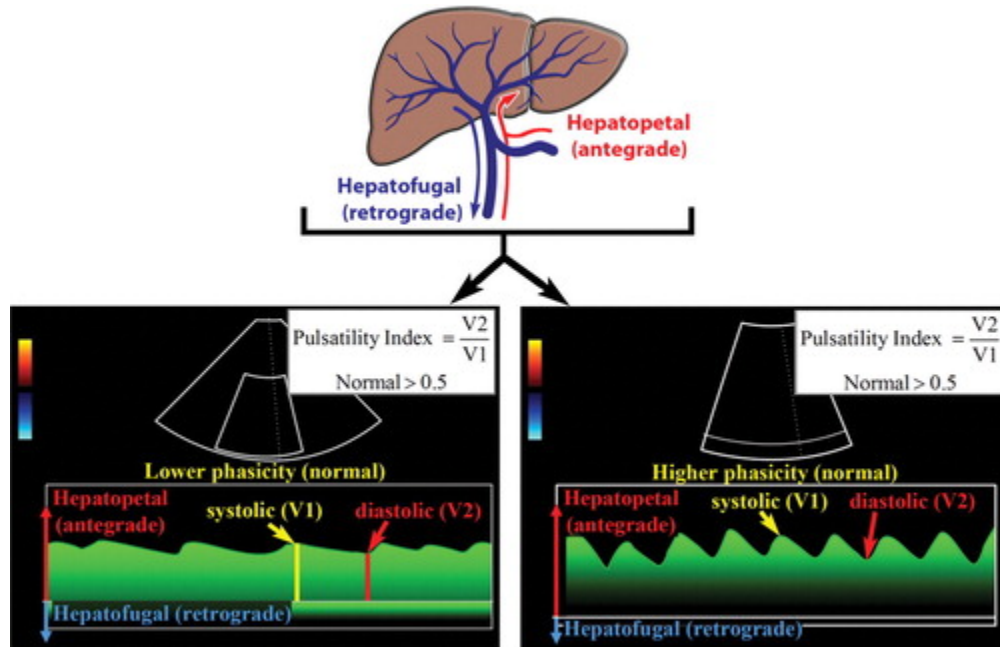 Hepatopetal
(antegrade)
Hepatofugal
(retrograde)
Pulsatility Index = V2/V1
Normal > 0.5
Lower phasicity (normal)
Hepatopetal
(antegrade)
systolic (V1)
diastolic (V2)
Hepatofugal (retrograde)
Pulsatility Index = V2/V1
Normal > 0.5
Higher phasicity (normal)
Hepatopetal
(antegrade)
systolic (V1)
diastolic (V2)
Hepatofugal (retrograde)